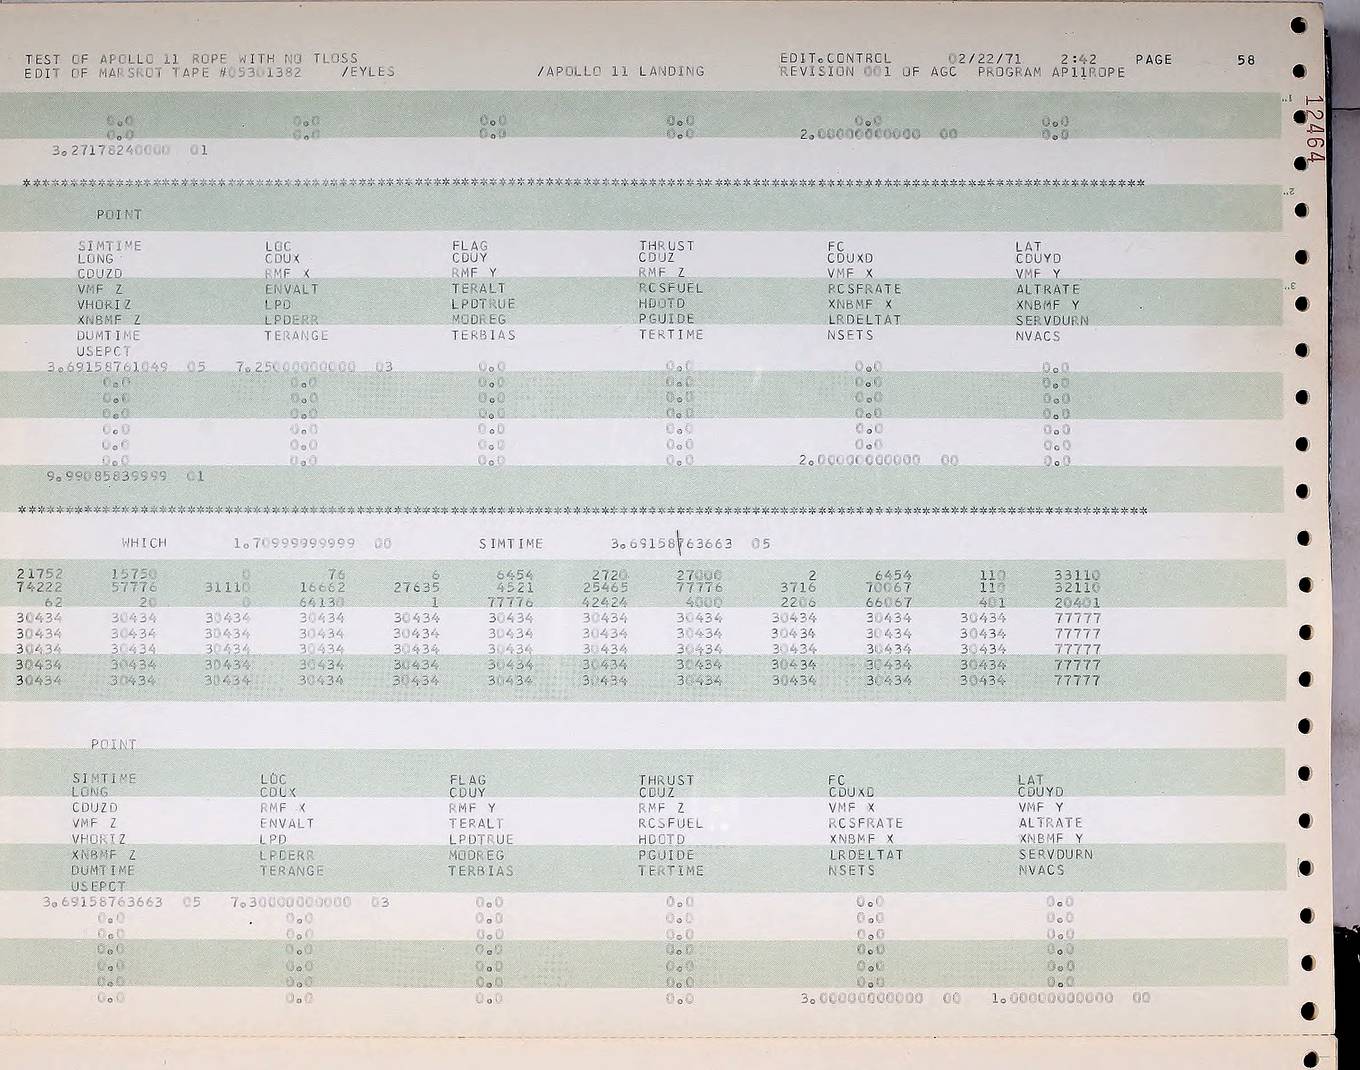 TEST OF APOLLO 11 ROPE WITH NO TLOSS EDIT.CONTROL 02/22/71 2:42 PAGE 58
EDIT OF MARSROT TAPE #05301382 /EYLES /APOLLO 11 LANDING REVISION 001 OF AGC PROGRAM AP11ROPE
12464
0.0 0.0 0.0 0.0 0.0 0.0
0.0 0.0 0.0 0.0 2.00000000000 00 0.0
3.27178240000 01
POINT
SIMTIME LOC FLAG THRUST FC LAT
LONG CDUX CDUY CDUZ CDUXD CDUYD
CDUZD RMF X RMF Y RMF Z VMF X VMF Y
VMF Z ENVALT TERALT RCSFUEL RCSFRATE ALTRATE
VHORIZ LPD LPDTRUE HDOTD XNBMF X XNBMF Y
XNBMF Z LPDERR MODREG PGUIDE LRDELTAT SERVDURN
DUMTIME TERANGE TERBIAS TERTIME NSETS NVACS
USEPCT
3.69158761049 05 7.25000000000 03 0.0 0.0 0.0 0.0
0.0 0.0 0.0 0.0 0.0 0.0
0.0 0.0 0.0 0.0 0.0 0.0
0.0 0.0 0.0 0.0 0.0 0.0
0.0 0.0 0.0 0.0 0.0 0.0
0.0 0.0 0.0 0.0 0.0 0.0
0.0 0.0 0.0 0.0 2.00000000000 00 0.0
9.99085839999 01
WHICH 1.70999999999 00 SIMTIME 3.69158763663 05
21752 15750 0 76 6 6454 2720 27000 2 6454 110 33110
74222 57776 31110 16662 27635 4521 25465 77776 3716 70067 110 32110
62 20 0 64130 1 77776 42424 4000 2206 66067 401 20401
30434 30434 30434 30434 30434 30434 30434 30434 30434 30434 30434 77777
30434 30434 30434 30434 30434 30434 30434 30434 30434 30434 30434 77777
30434 30434 30434 30434 30434 30434 30434 30434 30434 30434 30434 77777
30434 30434 30434 30434 30434 30434 30434 30434 30434 30434 30434 77777
30434 30434 30434 30434 30434 30434 30434 30434 30434 30434 30434 77777
POINT
SIMTIME LOC FLAG THRUST FC LAT
LONG CDUX CDUY CDUZ CDUXD CDUYD
CDUZD RMF X RMF Y RMF Z VMF X VMF Y
VMF Z ENVALT TERALT RCSFUEL RCSFRATE ALTRATE
VHORIZ LPD LPDTRUE HDOTD XNBMF X XNBMF Y
XNBMF Z LPDERR MODREG PGUIDE LRDELTAT SERVDURN
DUMTIME TERANGE TERBIAS TERTIME NSETS NVACS
USEPCT
3.69158763663 05 7.30000000000 03 0.0 0.0 0.0 0.0
0.0 0.0 0.0 0.0 0.0 0.0
0.0 0.0 0.0 0.0 0.0 0.0
0.0 0.0 0.0 0.0 0.0 0.0
0.0 0.0 0.0 0.0 0.0 0.0
0.0 0.0 0.0 0.0 0.0 0.0
0.0 0.0 0.0 0.0 3.00000000000 00 1.00000000000 00